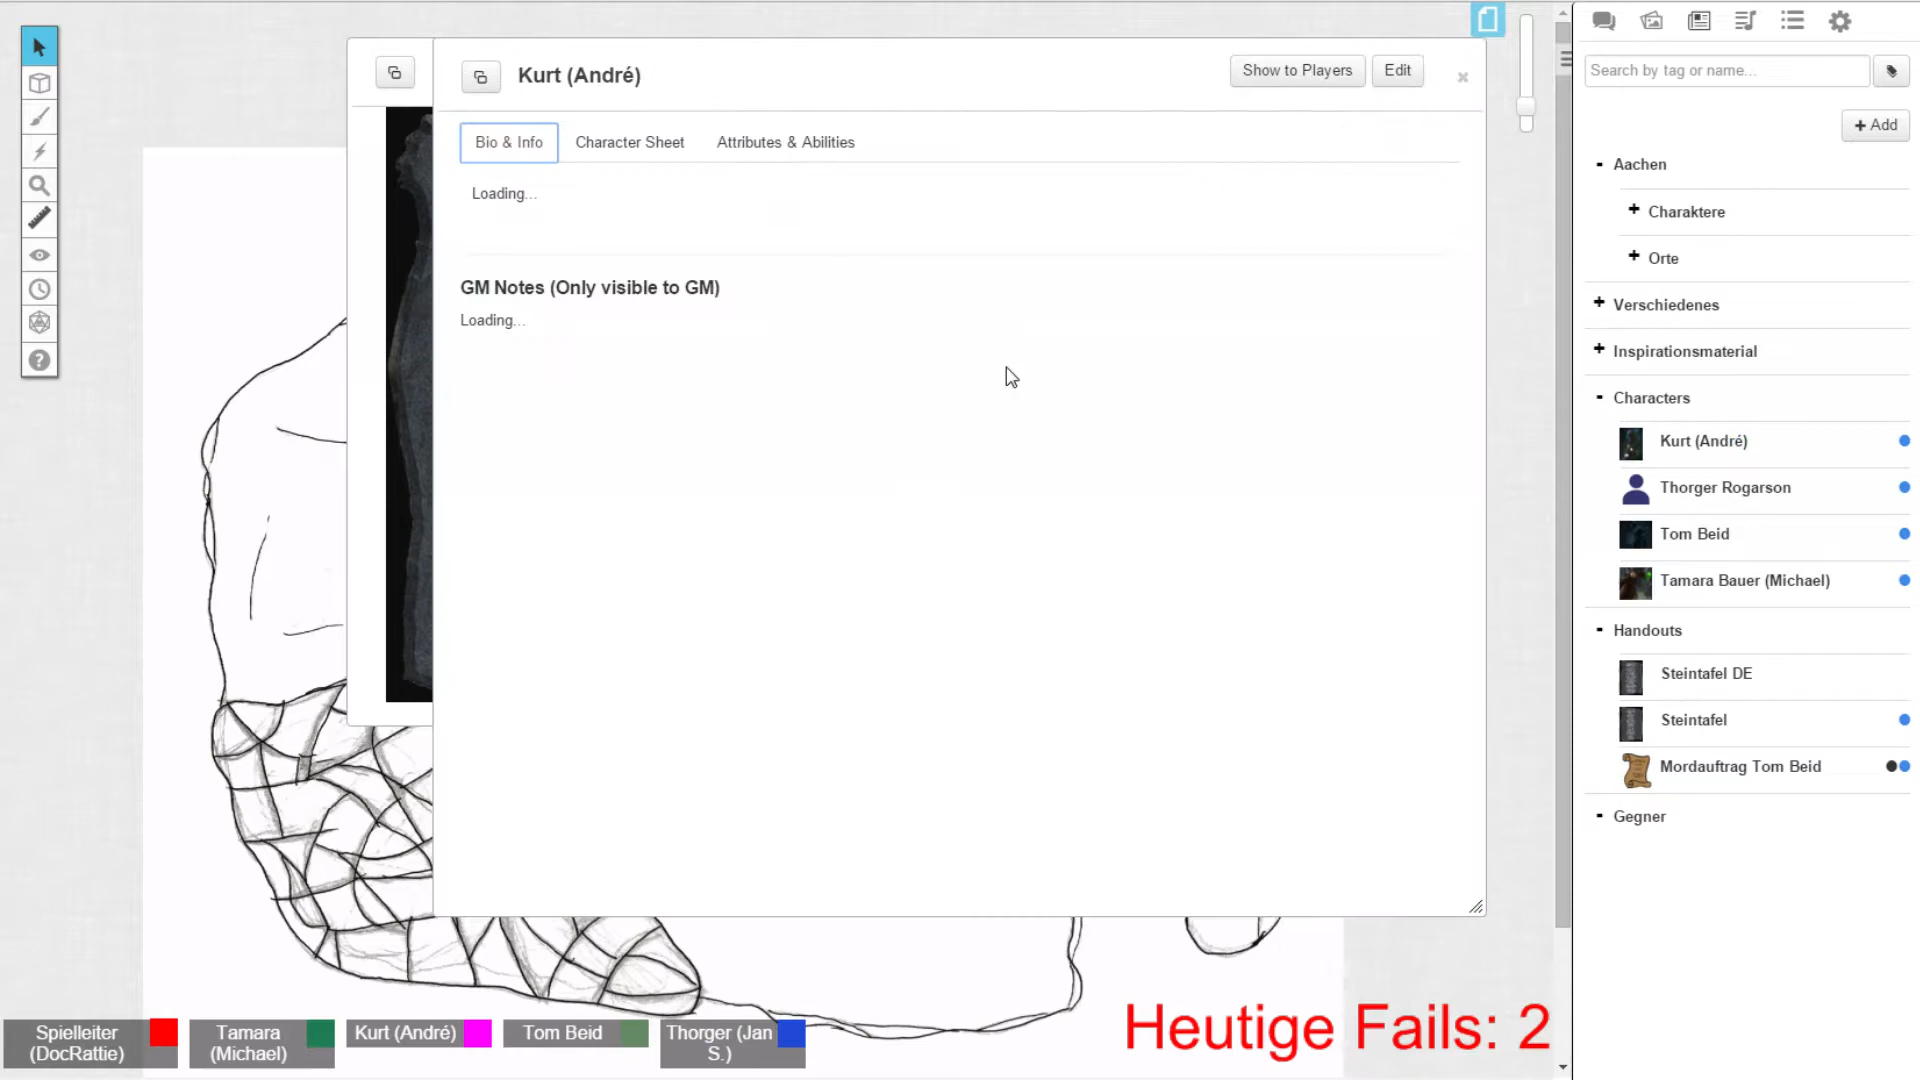 Kurt (André)
Show to Players
Edit
Bio & Info
Character Sheet
Attributes & Abilities
Loading...
GM Notes (Only visible to GM)
Loading...
Search by tag or name...
+ Add
- Aachen
+ Charaktere
+ Orte
+ Verschiedenes
+ Inspirationsmaterial
- Characters
Kurt (André)
Thorger Rogarson
Tom Beid
Tamara Bauer (Michael)
- Handouts
Steintafel DE
Steintafel
Mordauftrag Tom Beid
- Gegner
Spielleiter
(DocRattie)
Tamara
(Michael)
Kurt (André)
Tom Beid
Thorger (Jan
S.)
Heutige Fails: 2